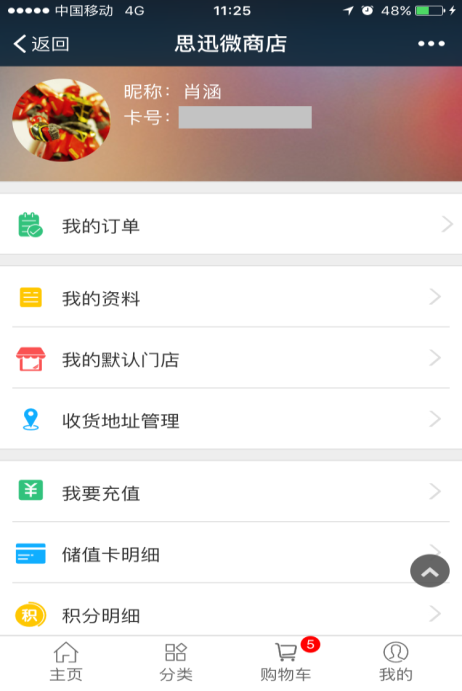 中国移动 4G 11:25 48%
返回 思迅微商店
昵称：肖涵
卡号：
我的订单
我的资料
我的默认门店
收货地址管理
¥ 我要充值
储值卡明细
积 积分明细
5
主页 分类 购物车 我的